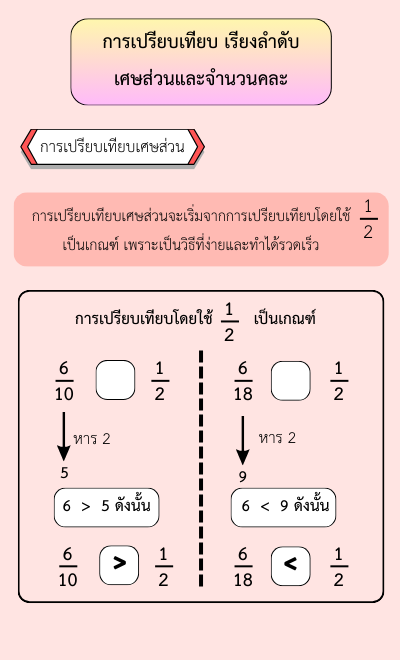 การเปรียบเทียบ เรียงลำดับ
เศษส่วนและจำนวนคละ
การเปรียบเทียบเศษส่วน
การเปรียบเทียบเศษส่วนจะเริ่มจากการเปรียบเทียบโดยใช้ 1/2
เป็นเกณฑ์ เพราะเป็นวิธีที่ง่ายและทำได้รวดเร็ว
การเปรียบเทียบโดยใช้ 1/2 เป็นเกณฑ์
6/10 1/2
หาร 2
5
6 > 5 ดังนั้น
6/10 > 1/2
6/18 1/2
หาร 2
9
6 < 9 ดังนั้น
6/18 < 1/2